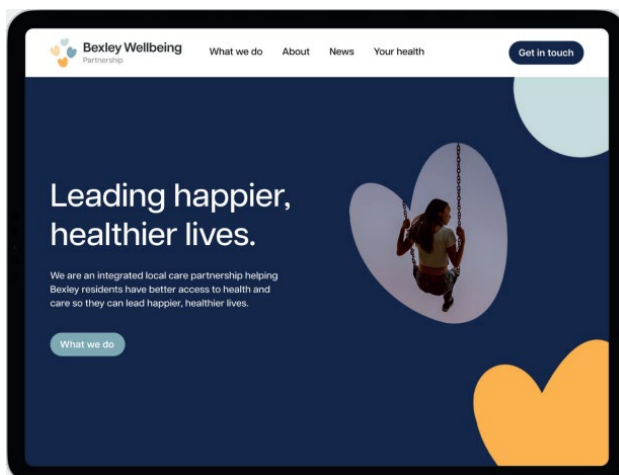 Bexley Wellbeing
Partnership
What we do About News Your health
Get in touch
Leading happier,
healthier lives.
We are an integrated local care partnership helping
Bexley residents have better access to health and
care so they can lead happier, healthier lives.
What we do